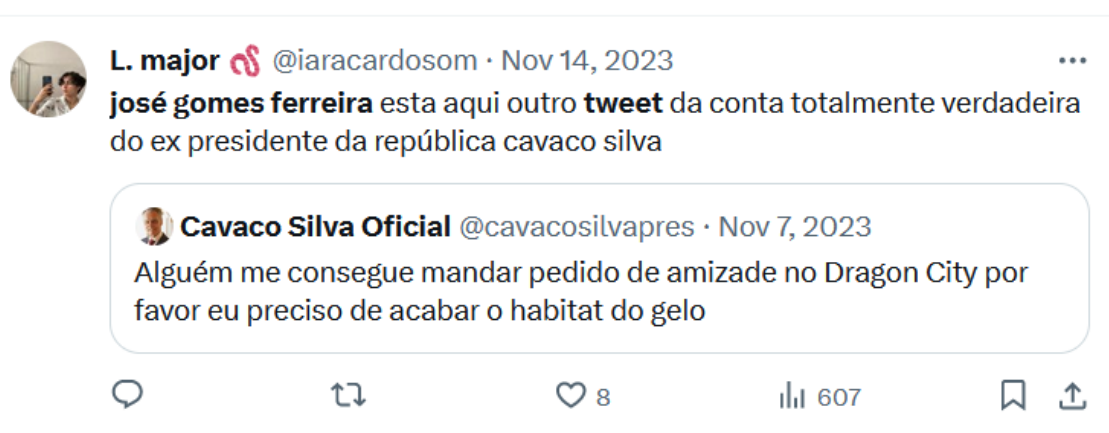 L. major @iaracardosom · Nov 14, 2023
josé gomes ferreira esta aqui outro tweet da conta totalmente verdadeira
do ex presidente da república cavaco silva
Cavaco Silva Oficial @cavacosilvapres · Nov 7, 2023
Alguém me consegue mandar pedido de amizade no Dragon City por
favor eu preciso de acabar o habitat do gelo
8 607